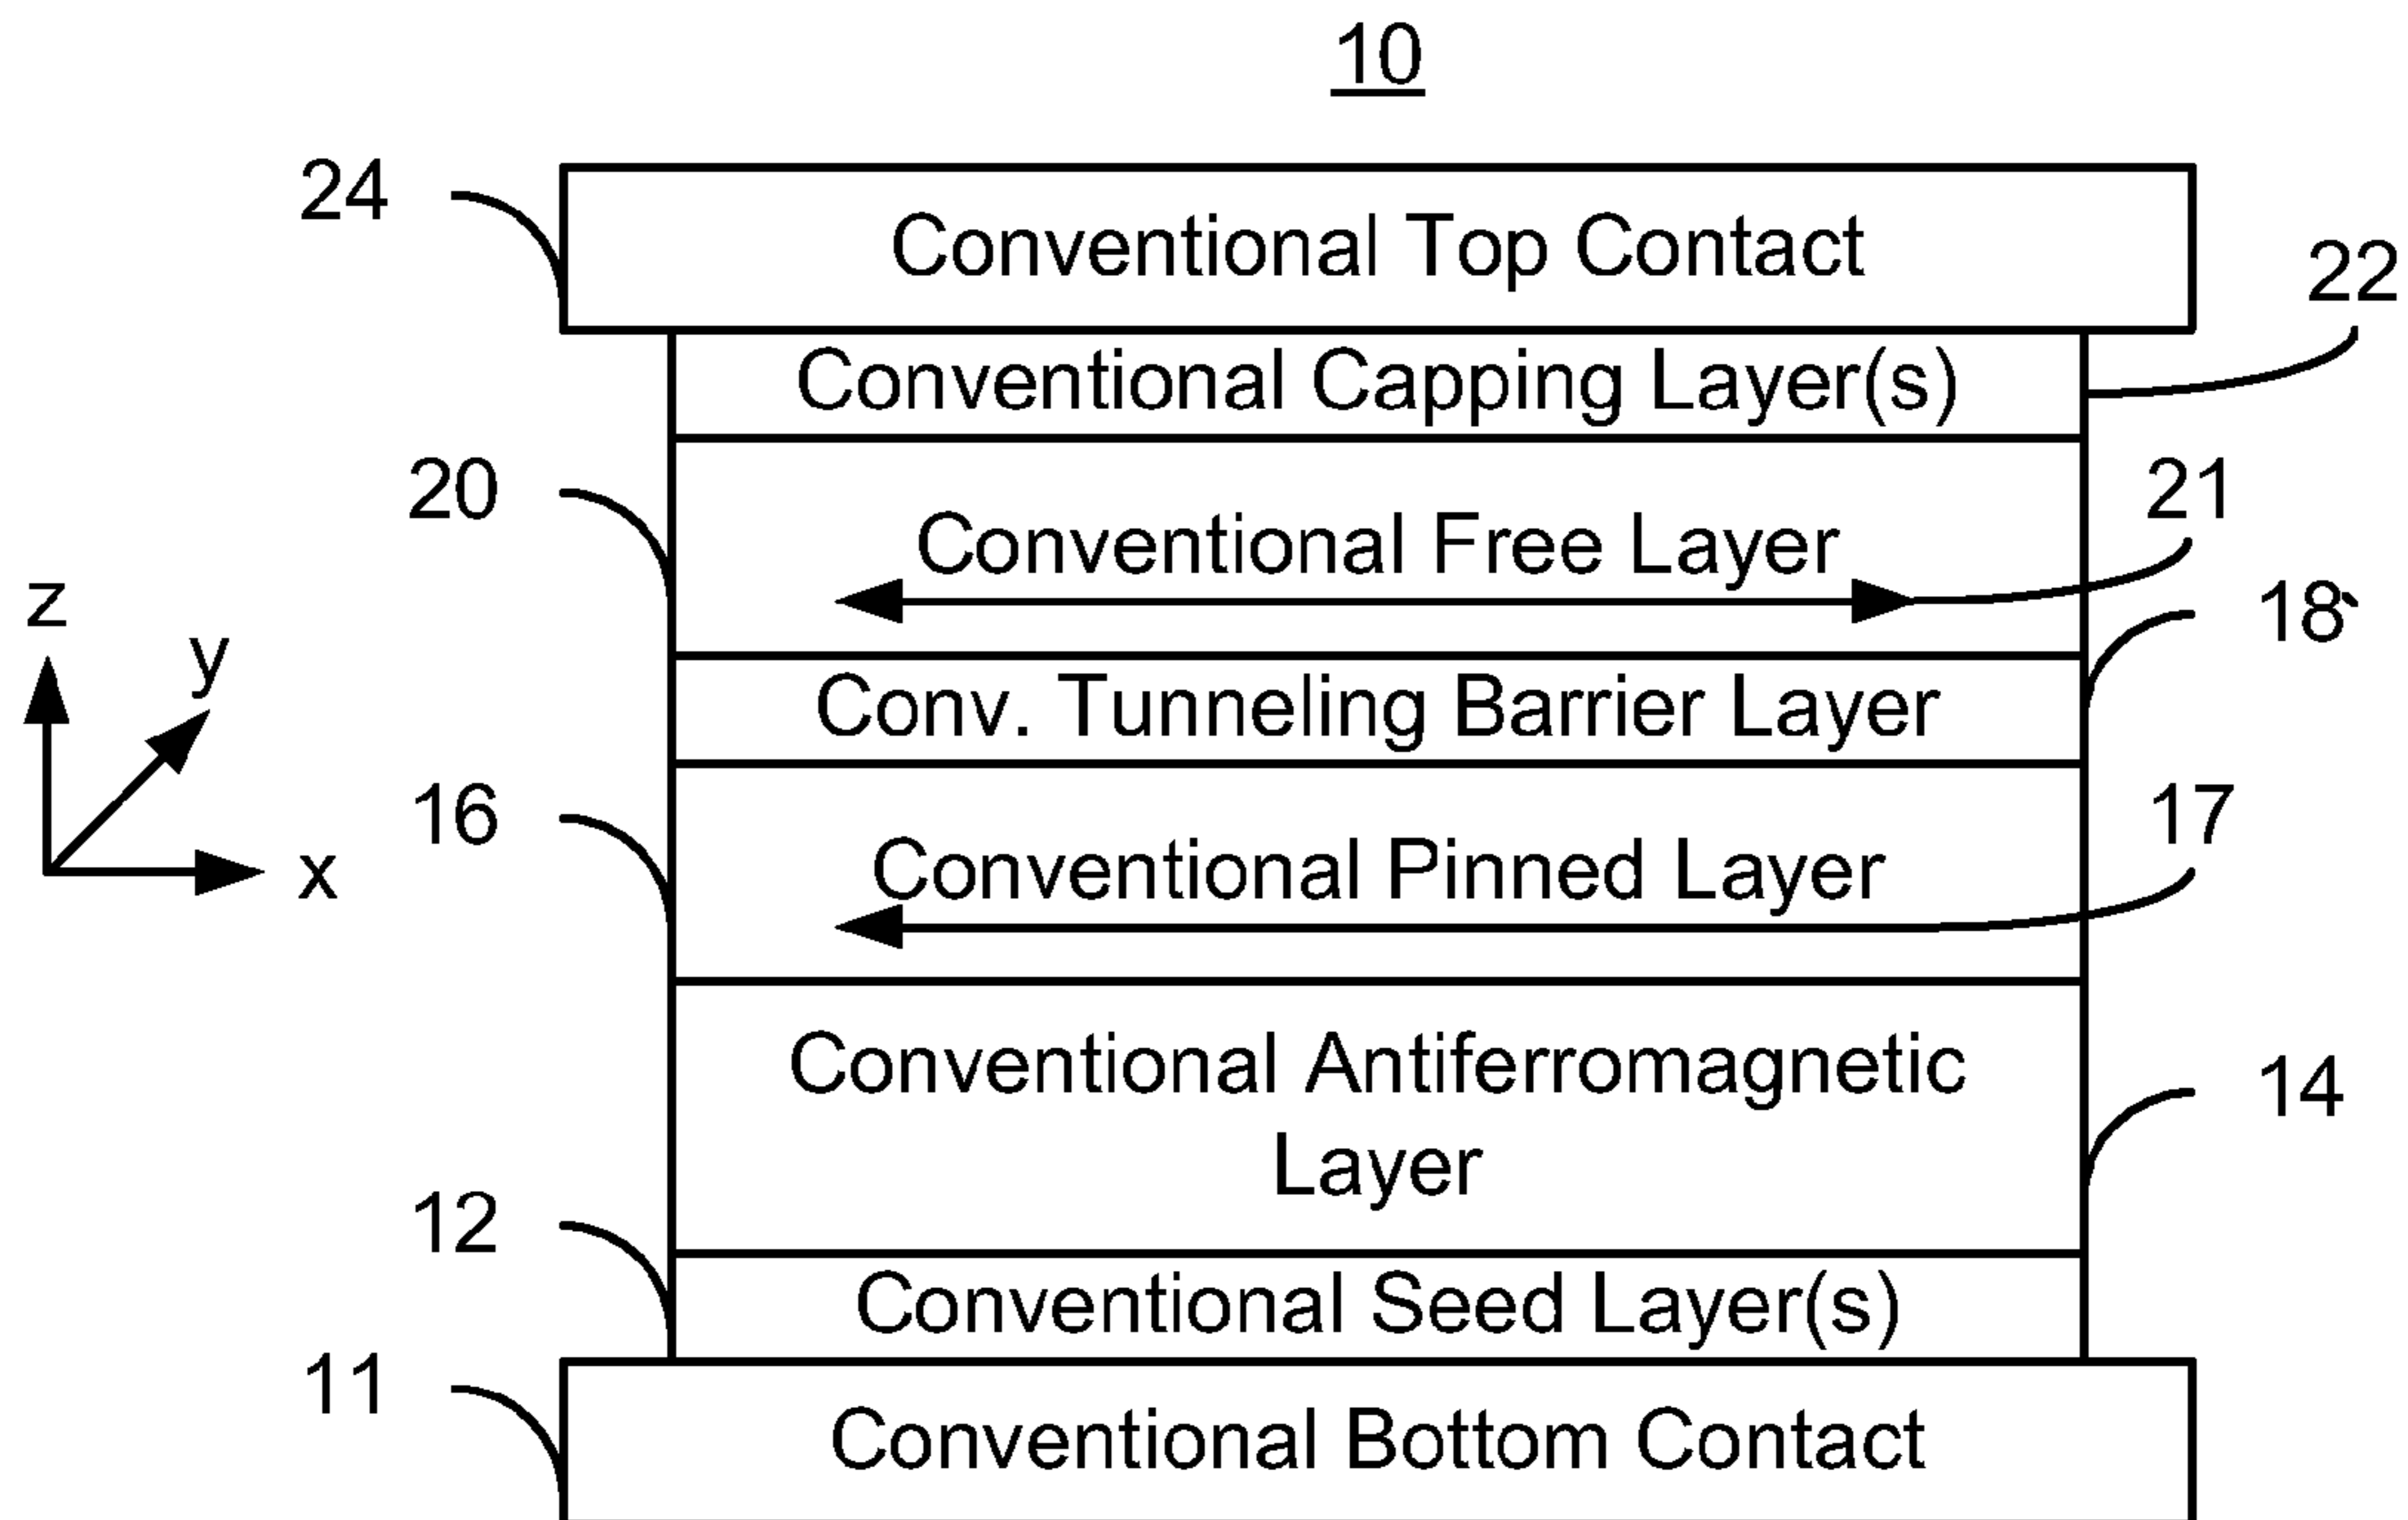 10
24
Conventional Top Contact
22
Conventional Capping Layer(s)
20
21
Conventional Free Layer
18`
z
y
Conv. Tunneling Barrier Layer
16
17
x
Conventional Pinned Layer
Conventional Antiferromagnetic
Layer
14
12
Conventional Seed Layer(s)
11
Conventional Bottom Contact